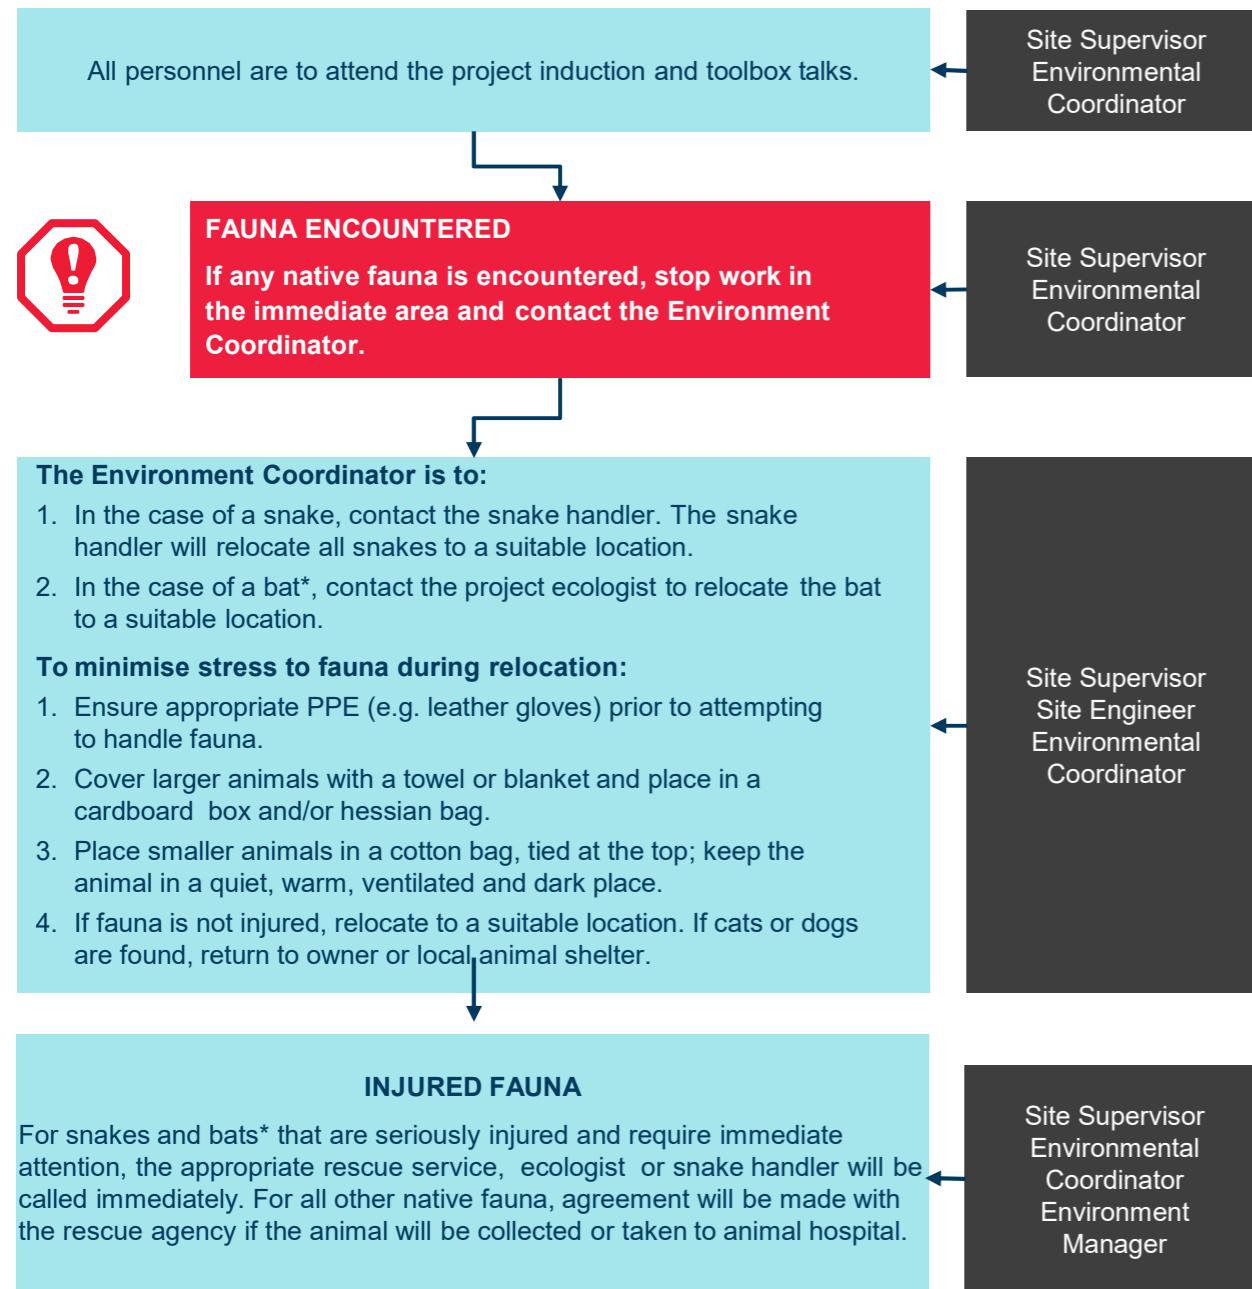 All personnel are to attend the project induction and toolbox talks.
Site Supervisor
Environmental
Coordinator
FAUNA ENCOUNTERED
If any native fauna is encountered, stop work in
the immediate area and contact the Environment
Coordinator.
Site Supervisor
Environmental
Coordinator
The Environment Coordinator is to:
1. In the case of a snake, contact the snake handler. The snake
handler will relocate all snakes to a suitable location.
2. In the case of a bat*, contact the project ecologist to relocate the bat
to a suitable location.
To minimise stress to fauna during relocation:
1. Ensure appropriate PPE (e.g. leather gloves) prior to attempting
to handle fauna.
2. Cover larger animals with a towel or blanket and place in a
cardboard box and/or hessian bag.
3. Place smaller animals in a cotton bag, tied at the top; keep the
animal in a quiet, warm, ventilated and dark place.
4. If fauna is not injured, relocate to a suitable location. If cats or dogs
are found, return to owner or local animal shelter.
Site Supervisor
Site Engineer
Environmental
Coordinator
INJURED FAUNA
For snakes and bats* that are seriously injured and require immediate
attention, the appropriate rescue service, ecologist or snake handler will be
called immediately. For all other native fauna, agreement will be made with
the rescue agency if the animal will be collected or taken to animal hospital.
Site Supervisor
Environmental
Coordinator
Environment
Manager